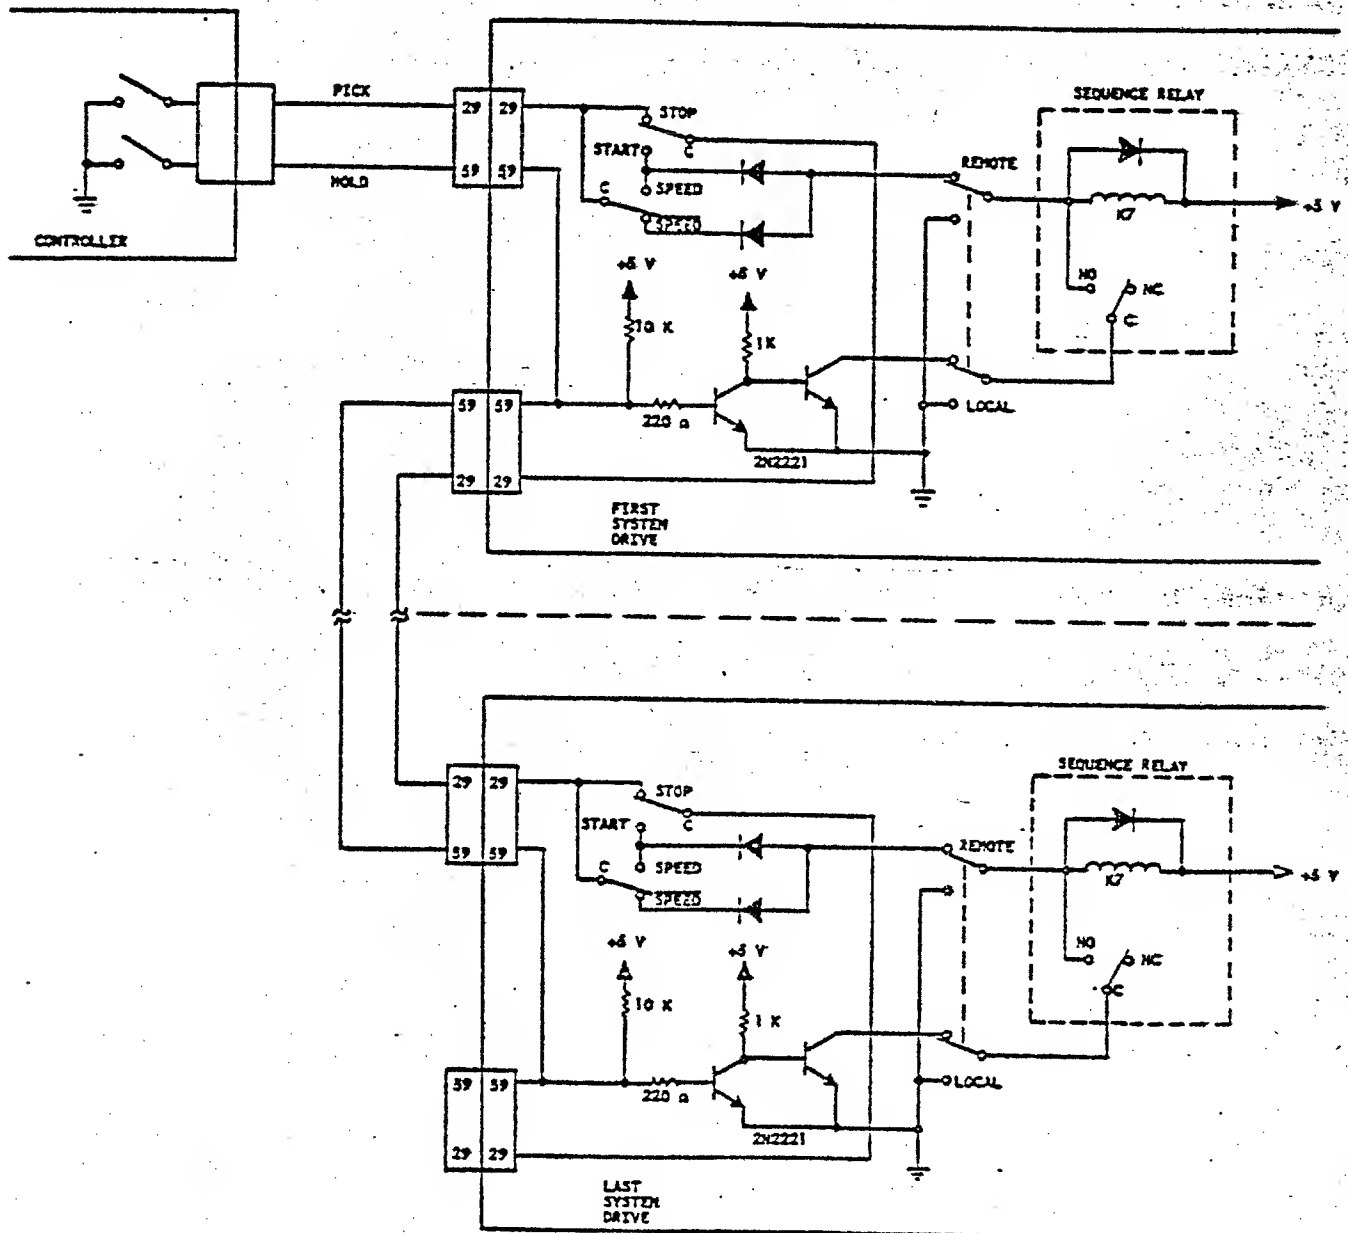 PICK
HOLD
CONTROLLER
29 29
59 59
STOP
C
START
SPEED
C
SPEED
+5 V
+5 V
10 K
1K
220 Ω
2N2221
59 59
29 29
FIRST
SYSTEM
DRIVE
REMOTE
LOCAL
SEQUENCE RELAY
K7
+5 V
NO
NC
C
29 29
59 59
STOP
C
START
SPEED
C
SPEED
+5 V
+5 V
10 K
1 K
220 Ω
2N2221
59 59
29 29
LAST
SYSTEM
DRIVE
REMOTE
LOCAL
SEQUENCE RELAY
K7
+5 V
NO
NC
C